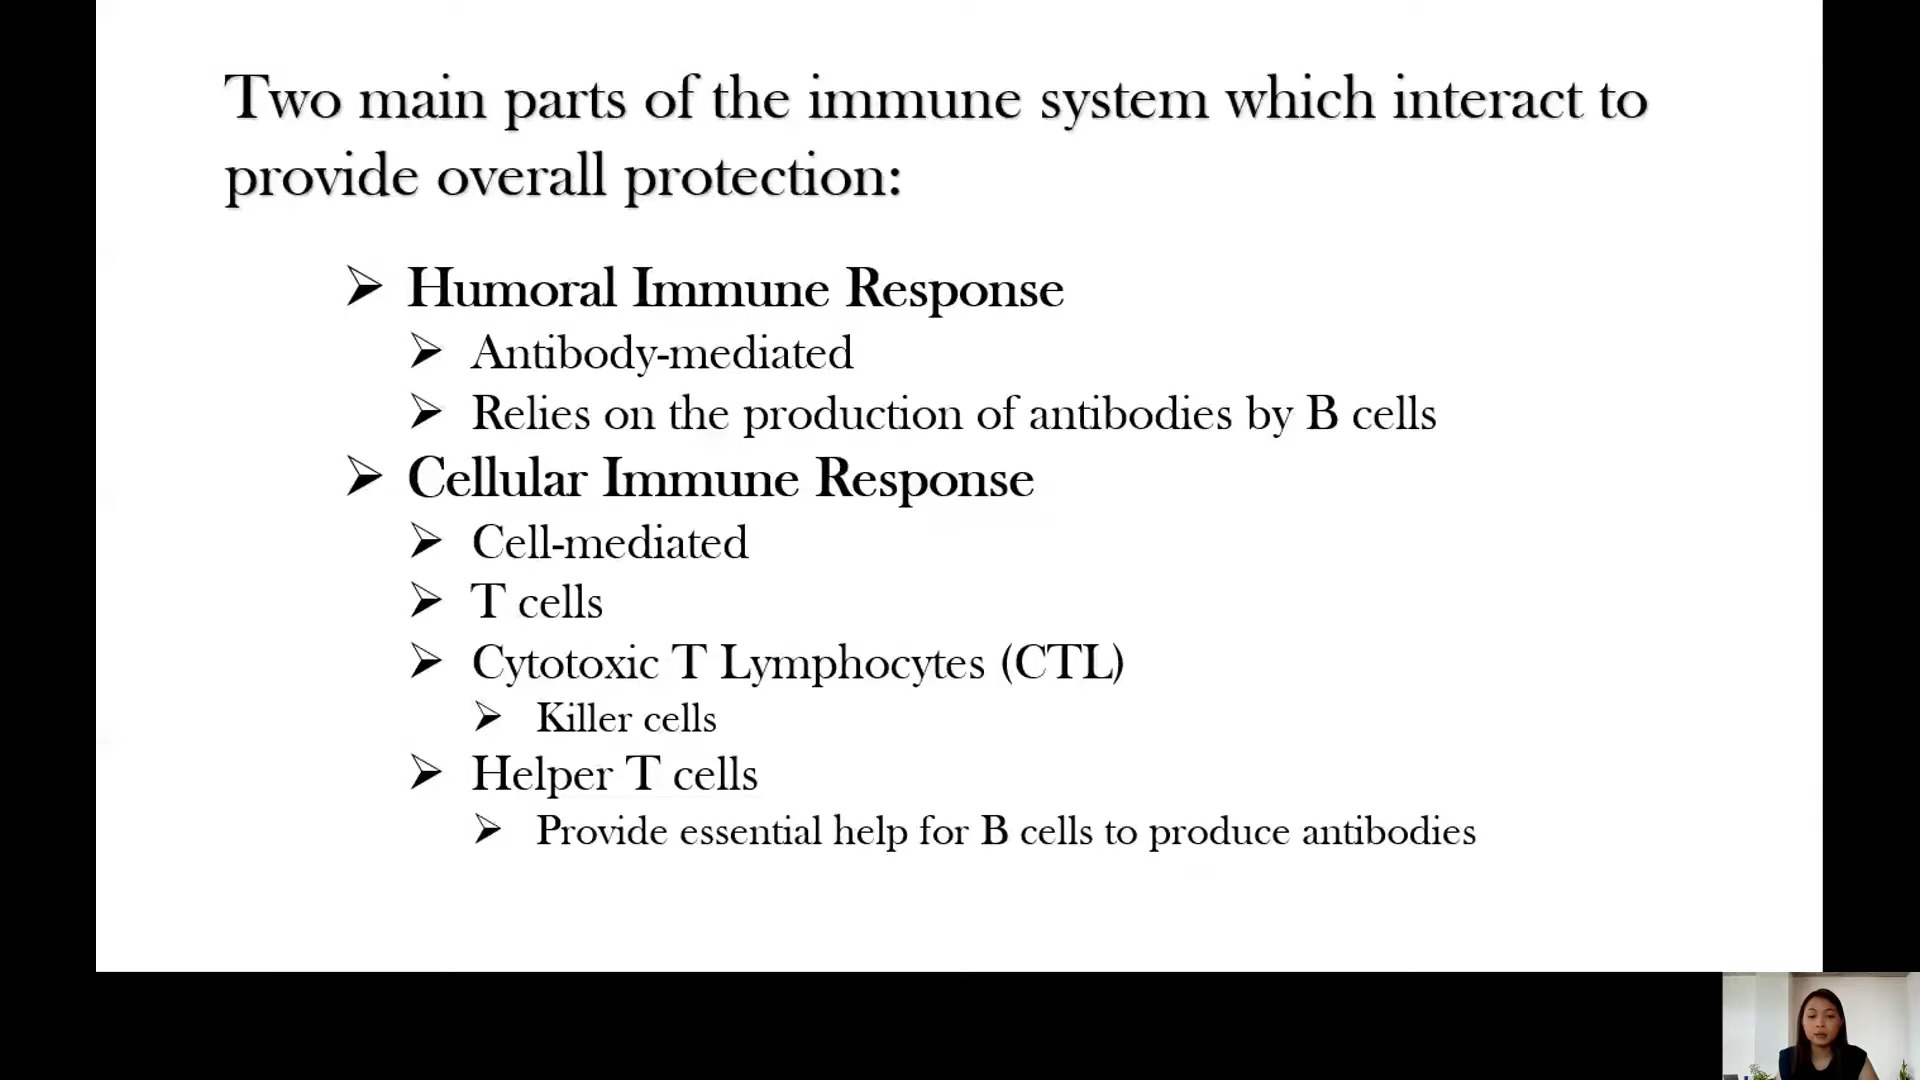 Two main parts of the immune system which interact to
provide overall protection:
Humoral Immune Response
Antibody-mediated
Relies on the production of antibodies by B cells
Cellular Immune Response
Cell-mediated
T cells
Cytotoxic T Lymphocytes (CTL)
Killer cells
Helper T cells
Provide essential help for B cells to produce antibodies